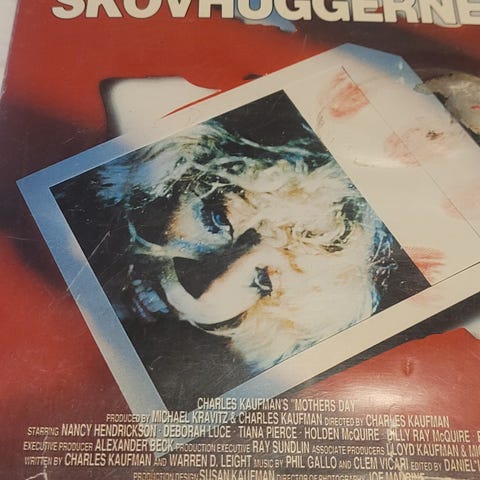 SKOVHUGGERNE
CHARLES KAUFMAN'S "MOTHERS DAY"
PRODUCED BY MICHAEL KRAVITZ & CHARLES KAUFMAN DIRECTED BY CHARLES KAUFMAN
STARRING NANCY HENDRICKSON · DEBORAH LUCE · TIANA PIERCE · HOLDEN McQUIRE · BILLY RAY McQUIRE ·
EXECUTIVE PRODUCER ALEXANDER BECK PRODUCTION EXECUTIVE RAY SUNDLIN ASSOCIATE PRODUCERS LLOYD KAUFMAN &
WRITTEN BY CHARLES KAUFMAN AND WARREN D. LEIGHT MUSIC BY PHIL GALLO AND CLEM VICARI EDITED BY DANIEL
PRODUCTION DESIGN SUSAN KAUFMAN DIRECTOR OF PHOTOGRAPHY JOE